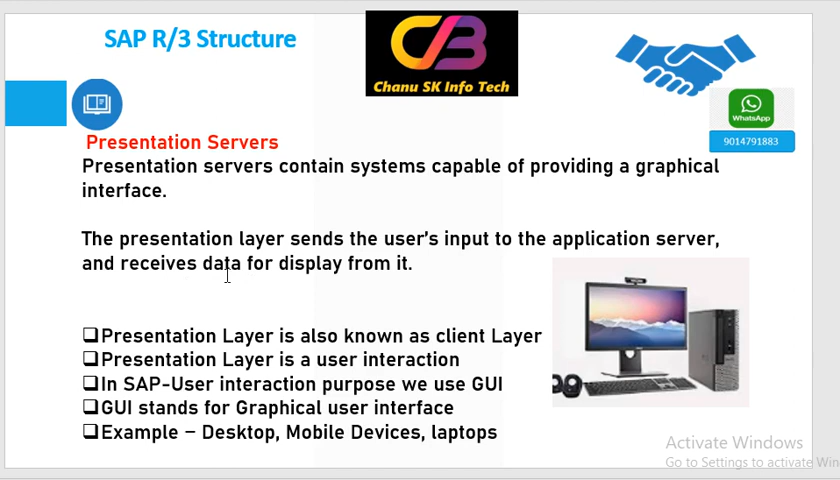 SAP R/3 Structure
Chanu SK Info Tech
WhatsApp
9014791883
Presentation Servers
Presentation servers contain systems capable of providing a graphical
interface.
The presentation layer sends the user's input to the application server,
and receives data for display from it.
❑Presentation Layer is also known as client Layer
❑Presentation Layer is a user interaction
❑In SAP-User interaction purpose we use GUI
❑GUI stands for Graphical user interface
❑Example – Desktop, Mobile Devices, laptops
Activate Windows
Go to Settings to activate Win